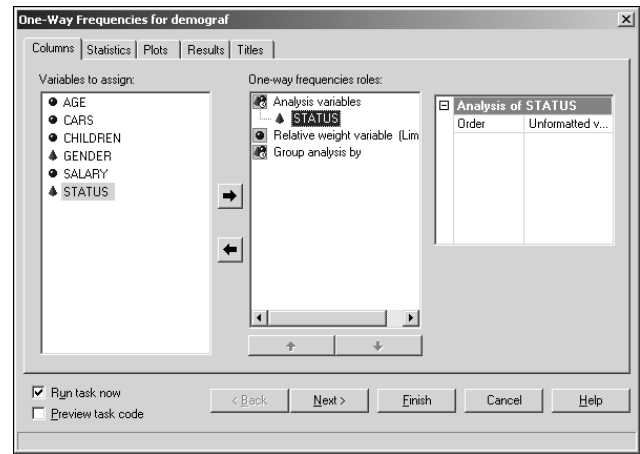 One-Way Frequencies for demograf
Columns Statistics Plots Results Titles
Variables to assign:
AGE
CARS
CHILDREN
GENDER
SALARY
STATUS
One-way frequencies roles:
Analysis variables
STATUS
Relative weight variable (Lim
Group analysis by
Analysis of STATUS
Order Unformatted v...
Run task now
Preview task code
< Back Next > Finish Cancel Help